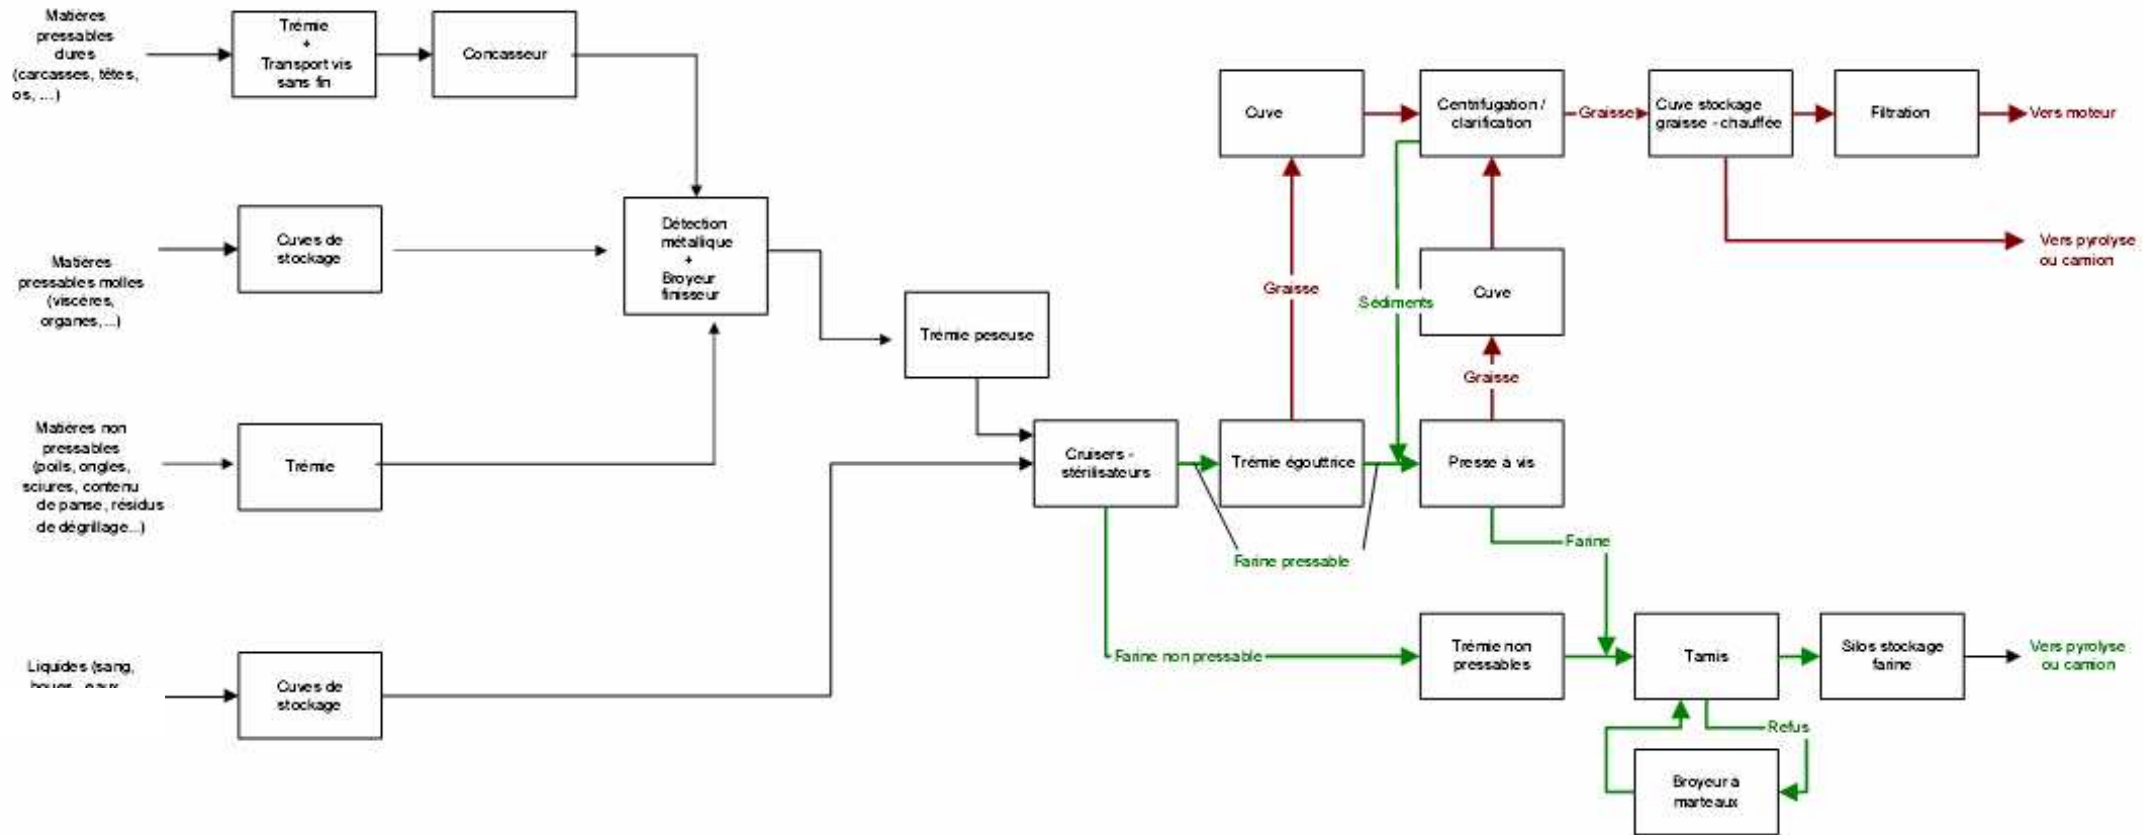 Matières
pressables
dures
(carcasses, têtes,
os, ...)
Trémie
+
Transport vis
sans fin
Concasseur
Matières
pressables molles
(viscères,
organes, ...)
Cuves de
stockage
Détection
métallique
+
Broyeur
finisseur
Matières non
pressables
(poils, ongles,
sciures, contenu
de panse, résidus
de dégrillage...)
Trémie
Liquides (sang,
Cuves de
stockage
Trémie peseuse
Cruisers -
stérilisateurs
Cuve
Graisse
Trémie égouttrice
Farine pressable
Centrifugation /
clarification
Sédiments
Cuve
Graisse
Presse à vis
Graisse
Cuve stockage
graisse - chauffée
Filtration
Vers moteur
Vers pyrolyse
ou camion
Farine
Farine non pressable
Trémie non
pressables
Tamis
Silos stockage
farine
Vers pyrolyse
ou camion
Refus
Broyeur à
marteaux